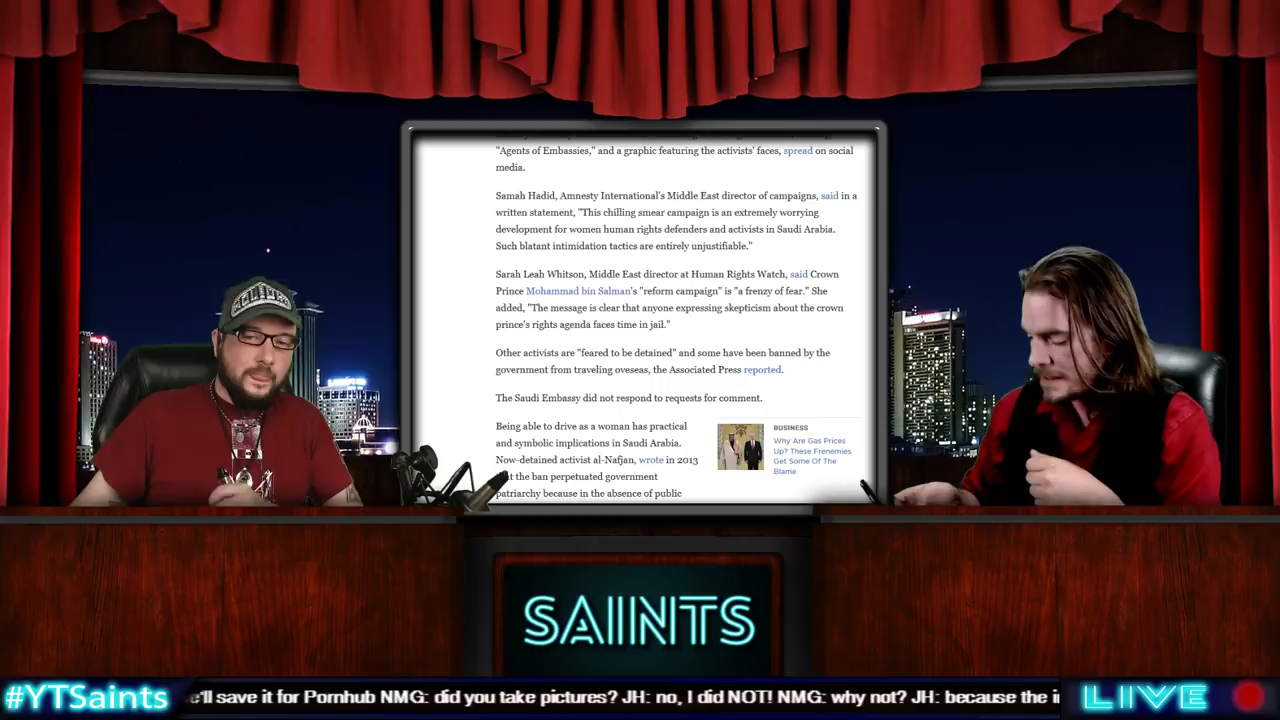 "Agents of Embassies," and a graphic featuring the activists' faces, spread on social
media.
Samah Hadid, Amnesty International's Middle East director of campaigns, said in a
written statement, "This chilling smear campaign is an extremely worrying
development for women human rights defenders and activists in Saudi Arabia.
Such blatant intimidation tactics are entirely unjustifiable."
Sarah Leah Whitson, Middle East director at Human Rights Watch, said Crown
Prince Mohammad bin Salman's "reform campaign" is "a frenzy of fear." She
added, "The message is clear that anyone expressing skepticism about the crown
prince's rights agenda faces time in jail."
Other activists are "feared to be detained" and some have been banned by the
government from traveling oveseas, the Associated Press reported.
The Saudi Embassy did not respond to requests for comment.
Being able to drive as a woman has practical
and symbolic implications in Saudi Arabia.
Now-detained activist al-Nafjan, wrote in 2013
t the ban perpetuated government
patriarchy because in the absence of public
BUSINESS
Why Are Gas Prices
Up? These Frenemies
Get Some Of The
Blame
SAIINTS
#YTSaints
'll save it for Pornhub NMG: did you take pictures? JH: no, I did NOT! NMG: why not? JH: because the i
LIVE